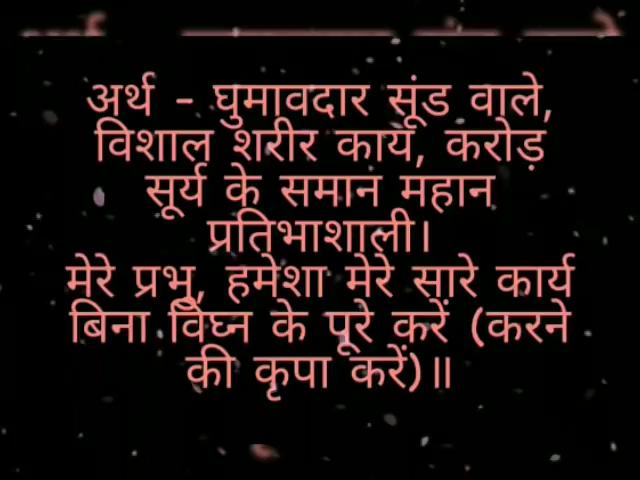 अर्थ - घुमावदार सूंड वाले,
विशाल शरीर काय, करोड़
सूर्य के समान महान
प्रतिभाशाली।
मेरे प्रभु, हमेशा मेरे सारे कार्य
बिना विघ्न के पूरे करें (करने
की कृपा करें)॥